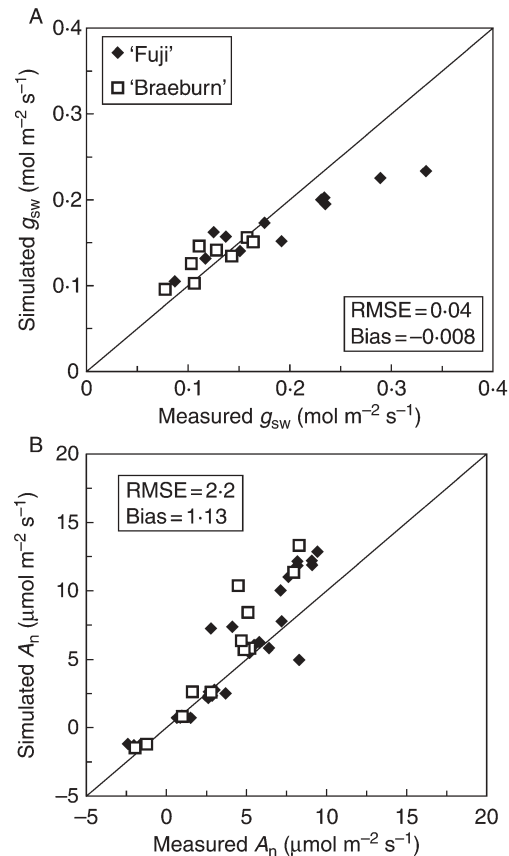 A
0·4
0·3
0·2
0·1
0
Simulated gsw (mol m−2 s−1)
‘Fuji’
‘Braeburn’
RMSE=0·04
Bias=−0·008
0
0·1
0·2
0·3
0·4
Measured gsw (mol m−2 s−1)
B
20
15
10
5
0
−5
Simulated An (μmol m−2 s−1)
RMSE=2·2
Bias=1·13
−5
0
5
10
15
20
Measured An (μmol m−2 s−1)